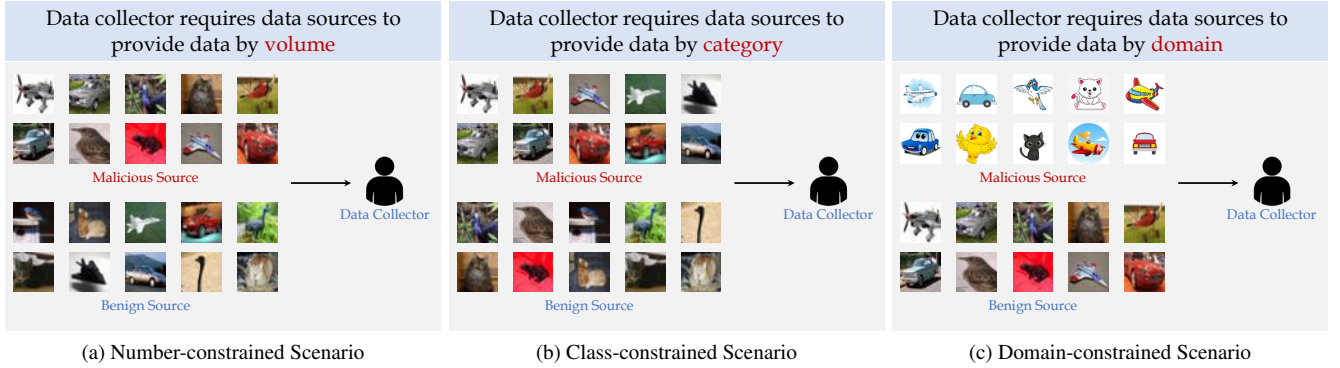 Data collector requires data sources to
provide data by volume
Malicious Source
Data Collector
Benign Source
(a) Number-constrained Scenario
Data collector requires data sources to
provide data by category
Malicious Source
Data Collector
Benign Source
(b) Class-constrained Scenario
Data collector requires data sources to
provide data by domain
Malicious Source
Data Collector
Benign Source
(c) Domain-constrained Scenario